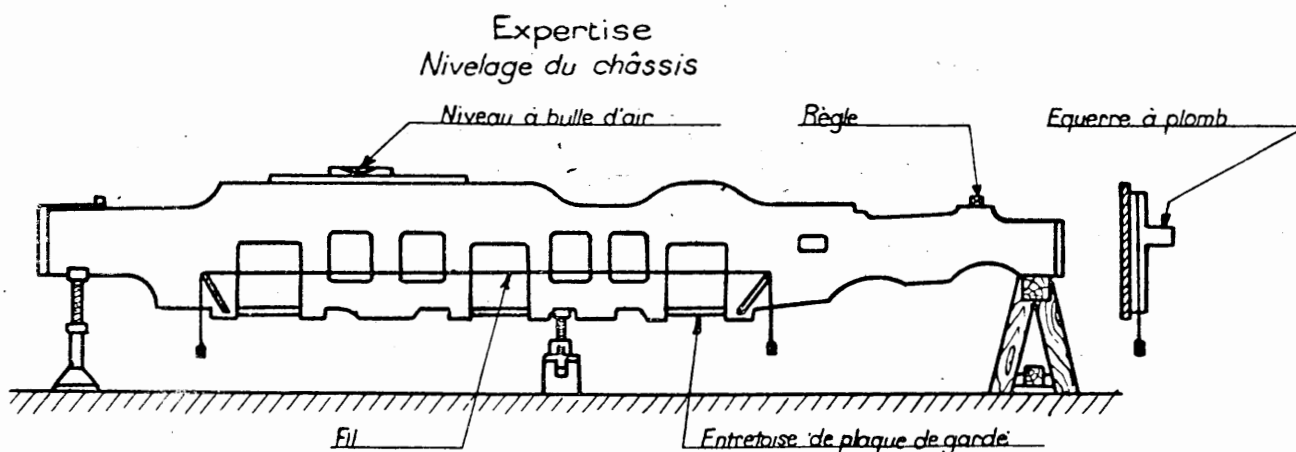 Expertise
Nivelage du châssis
Niveau à bulle d'air
Règle
Equerre à plomb
Fil
Entretoise de plaque de garde